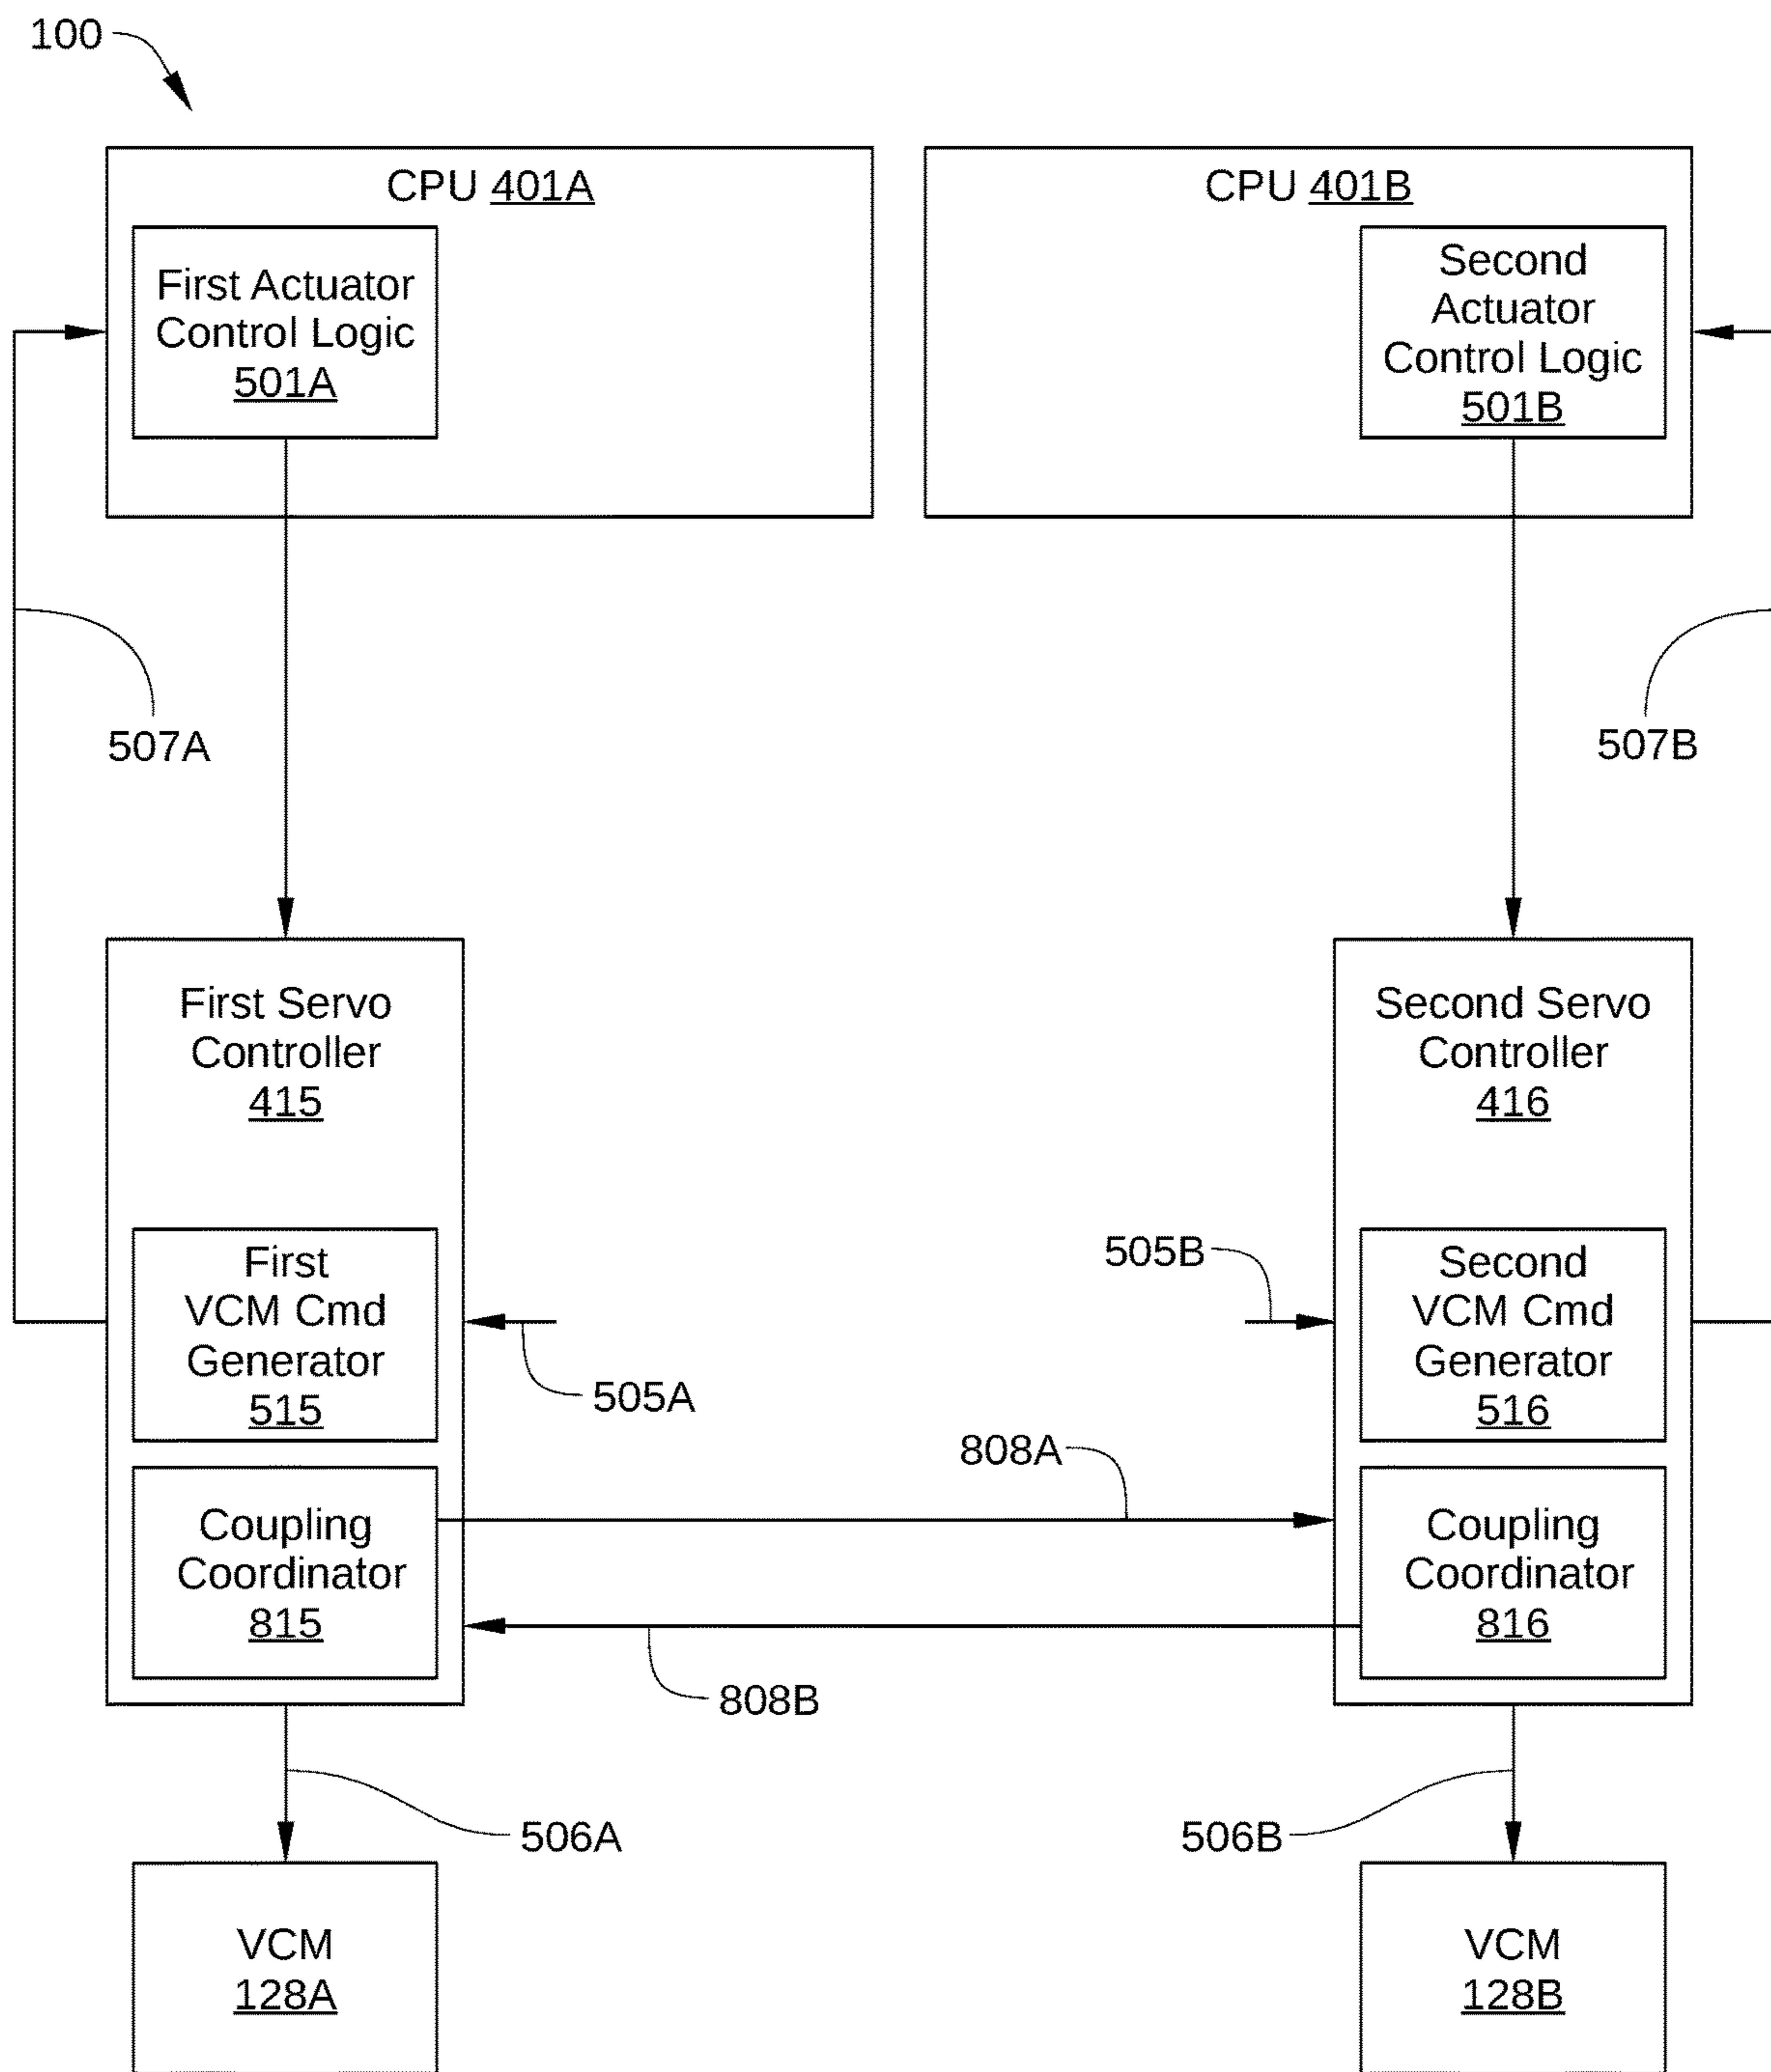 100
CPU 401A
First Actuator
Control Logic
501A
CPU 401B
Second
Actuator
Control Logic
501B
507A
507B
First Servo
Controller
415
First
VCM Cmd
Generator
515
Coupling
Coordinator
815
505A
505B
808A
808B
Second Servo
Controller
416
Second
VCM Cmd
Generator
516
Coupling
Coordinator
816
506A
506B
VCM
128A
VCM
128B